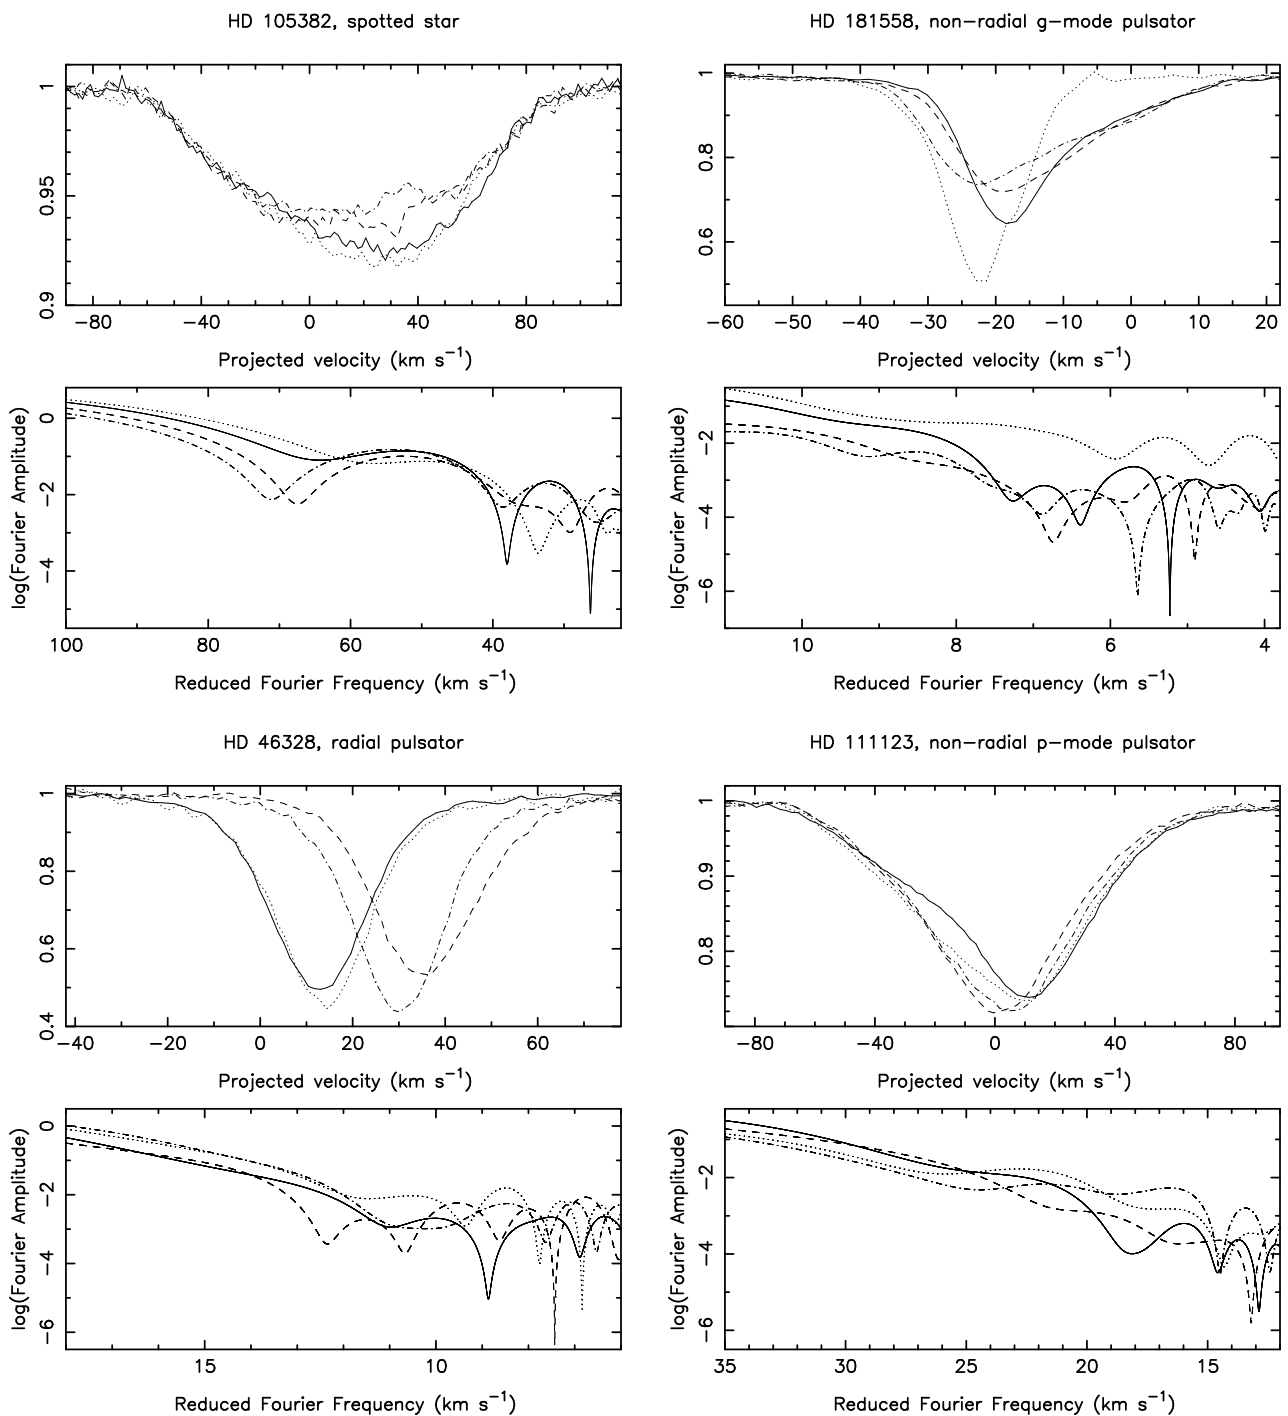 HD 105382, spotted star
1
0.95
0.9
−80 −40 0 40 80
Projected velocity (km s−1)
log(Fourier Amplitude)
0
−2
−4
100 80 60 40
Reduced Fourier Frequency (km s−1)
HD 181558, non−radial g−mode pulsator
1
0.8
0.6
−60 −50 −40 −30 −20 −10 0 10 20
Projected velocity (km s−1)
log(Fourier Amplitude)
−2
−4
−6
10 8 6 4
Reduced Fourier Frequency (km s−1)
HD 46328, radial pulsator
1
0.8
0.6
0.4
−40 −20 0 20 40 60
Projected velocity (km s−1)
log(Fourier Amplitude)
0
−2
−4
−6
15 10
Reduced Fourier Frequency (km s−1)
HD 111123, non−radial p−mode pulsator
1
0.9
0.8
−80 −40 0 40 80
Projected velocity (km s−1)
log(Fourier Amplitude)
−2
−4
−6
35 30 25 20 15
Reduced Fourier Frequency (km s−1)